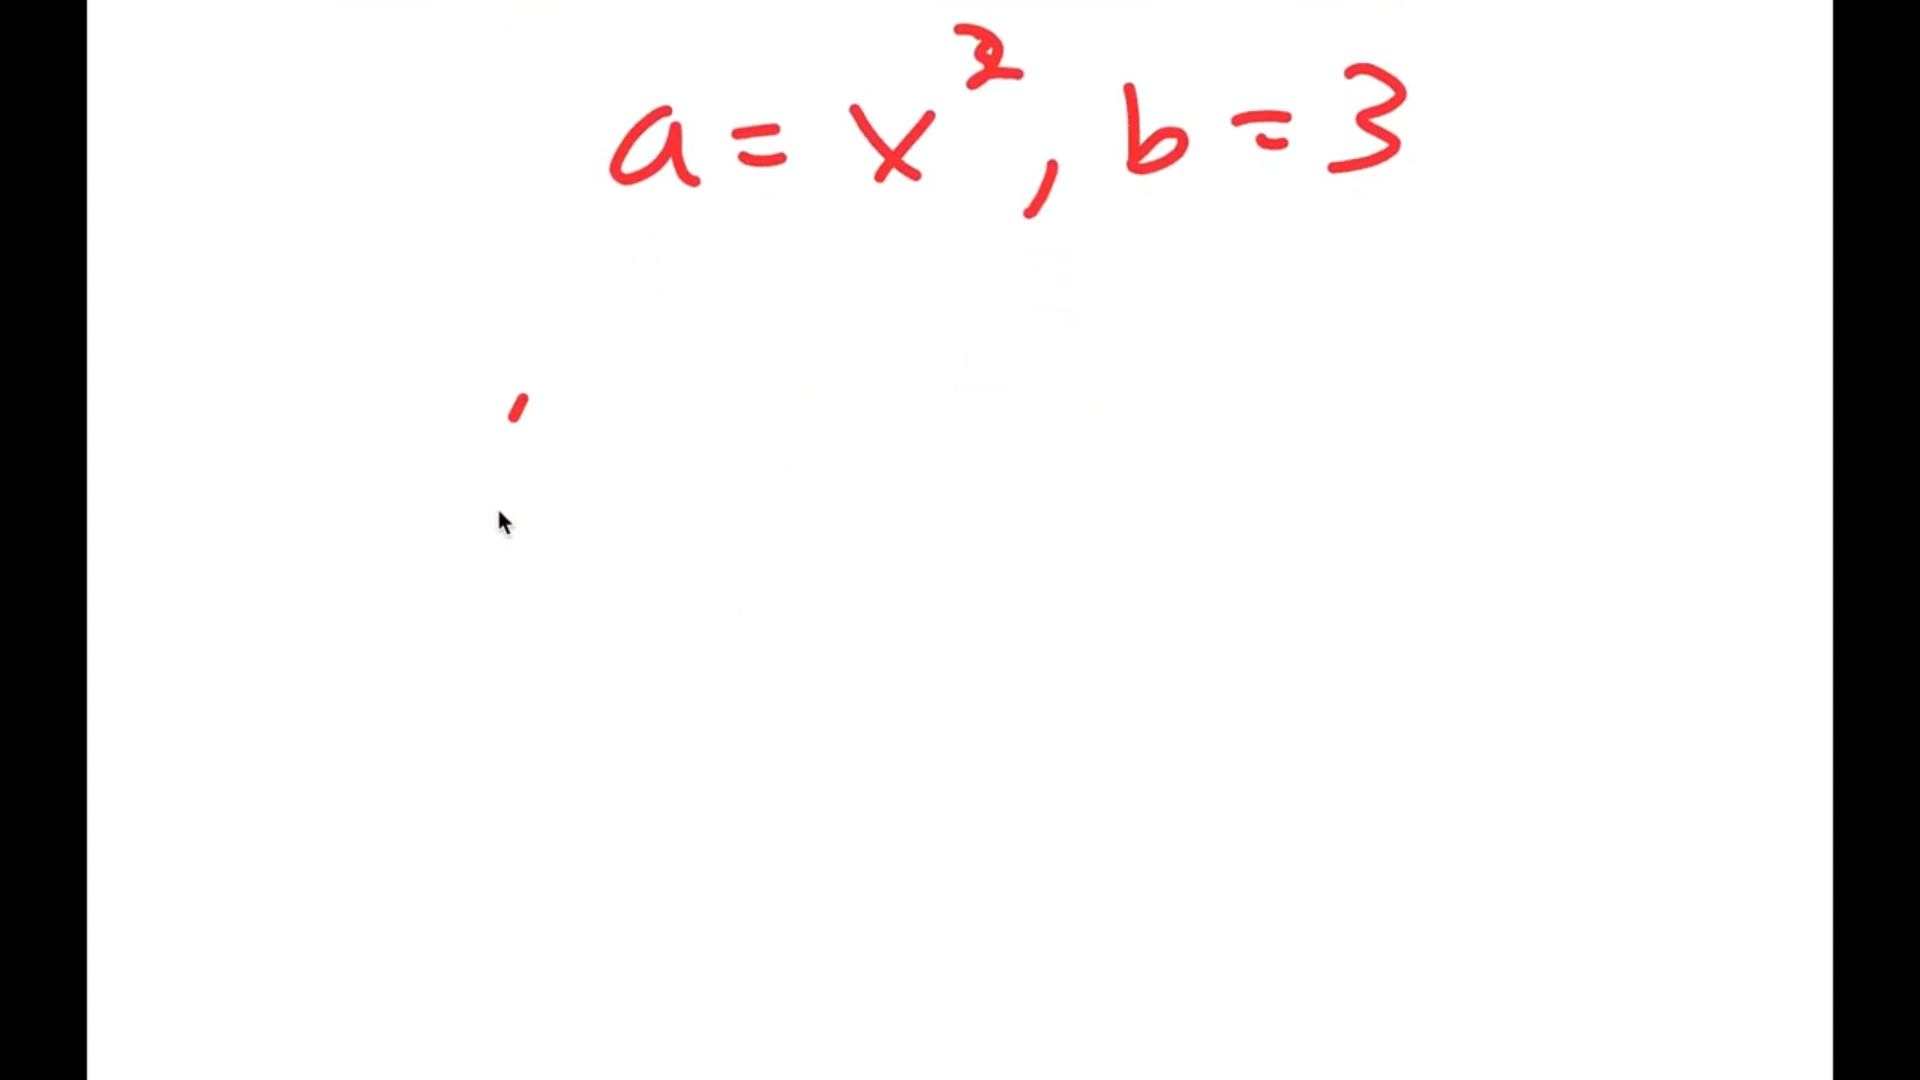 a = x², b = 3